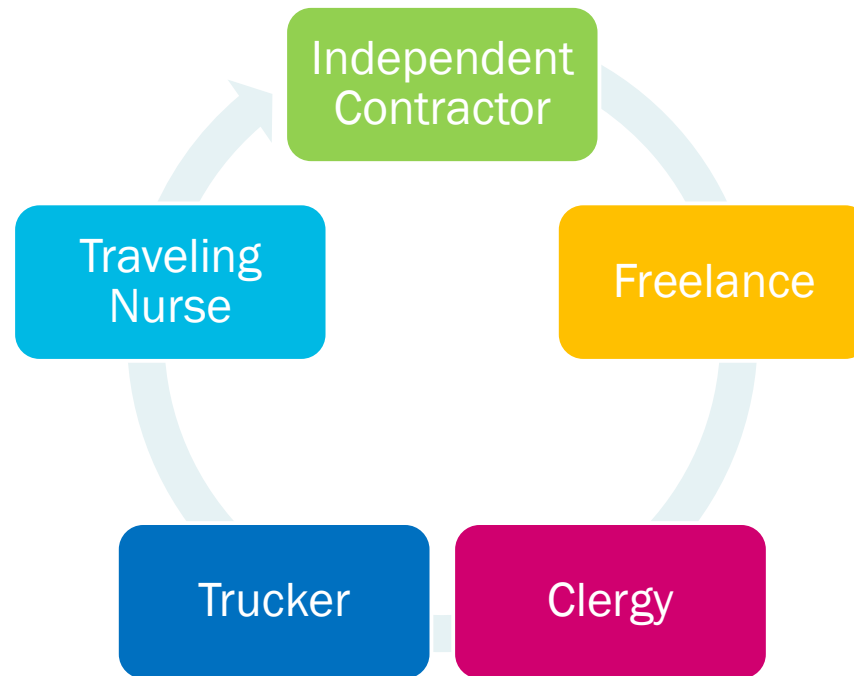 Independent
Contractor
Freelance
Clergy
Trucker
Traveling
Nurse